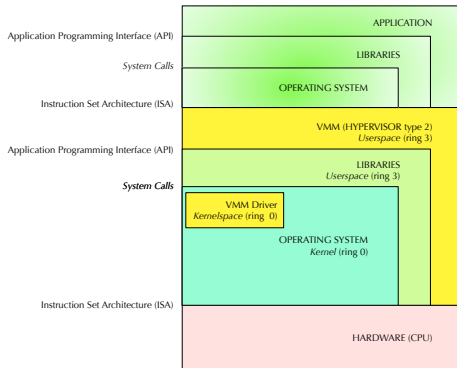 APPLICATION
Application Programming Interface (API)
LIBRARIES
System Calls
OPERATING SYSTEM
Instruction Set Architecture (ISA)
VMM (HYPERVISOR type 2)
Userspace (ring 3)
Application Programming Interface (API)
LIBRARIES
Userspace (ring 3)
System Calls
VMM Driver
Kernelspace (ring 0)
OPERATING SYSTEM
Kernel (ring 0)
Instruction Set Architecture (ISA)
HARDWARE (CPU)